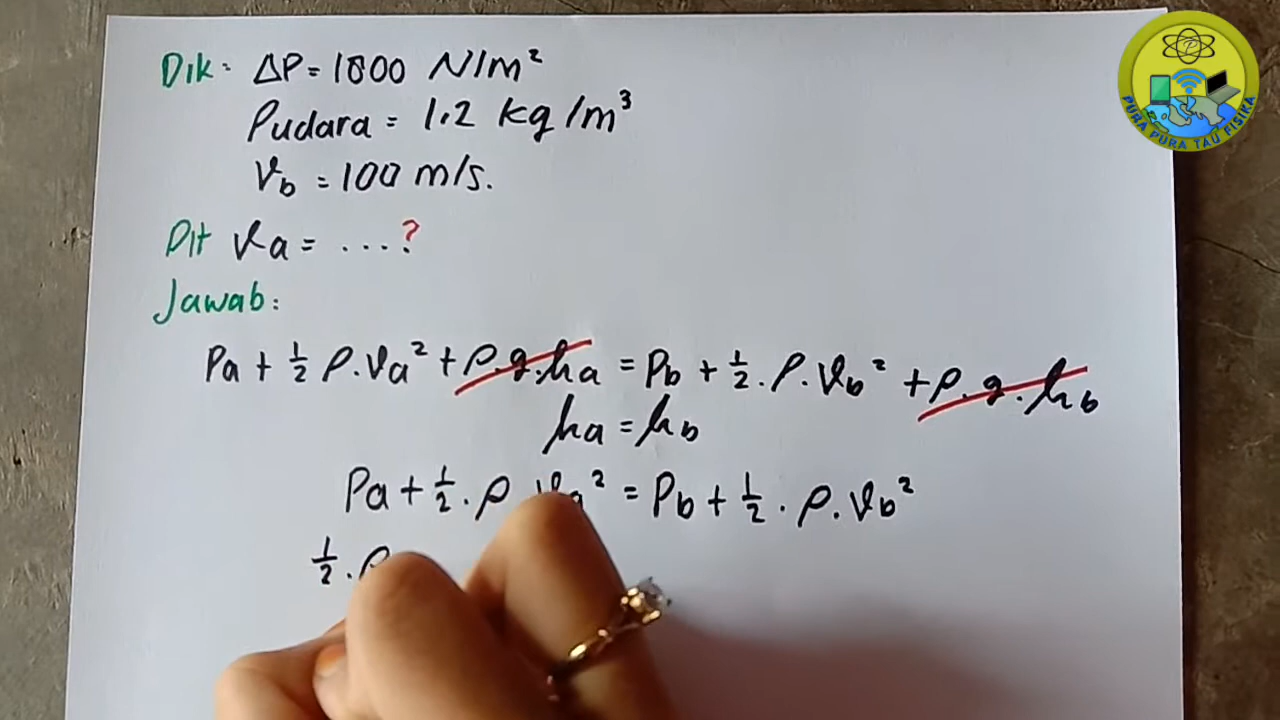 Dik: ΔP = 1800 N/m²
ρudara = 1.2 kg/m³
Vb = 100 m/s.
Dit Va = ...?
Jawab:
Pa + 1/2 ρ.Va² + ρ.g.ha = Pb + 1/2.ρ.Vb² + ρ.g.hb
ha = hb
Pa + 1/2.ρ Va² = Pb + 1/2.ρ.Vb²
1/2.ρ
PURA PURA TAU FISIKA